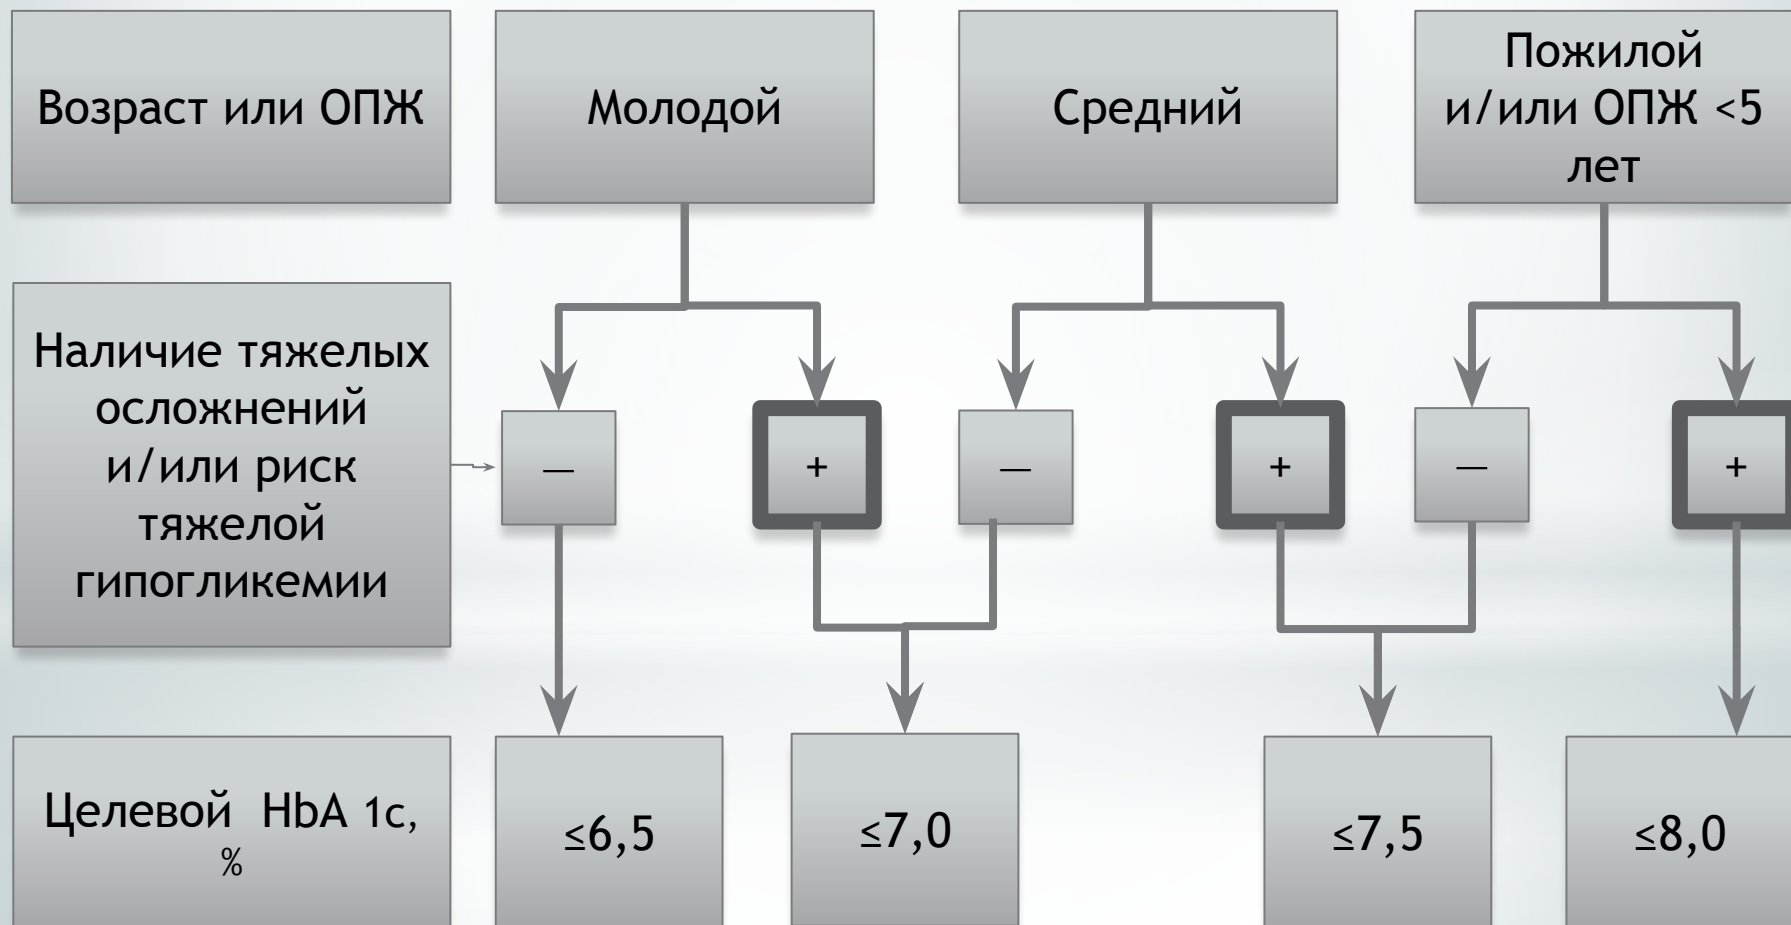 Возраст или ОПЖ
Молодой
Средний
Пожилой
и/или ОПЖ <5
лет
Наличие тяжелых
осложнений
и/или риск
тяжелой
гипогликемии
—
+
—
+
—
+
Целевой HbA 1c,
%
≤6,5
≤7,0
≤7,5
≤8,0